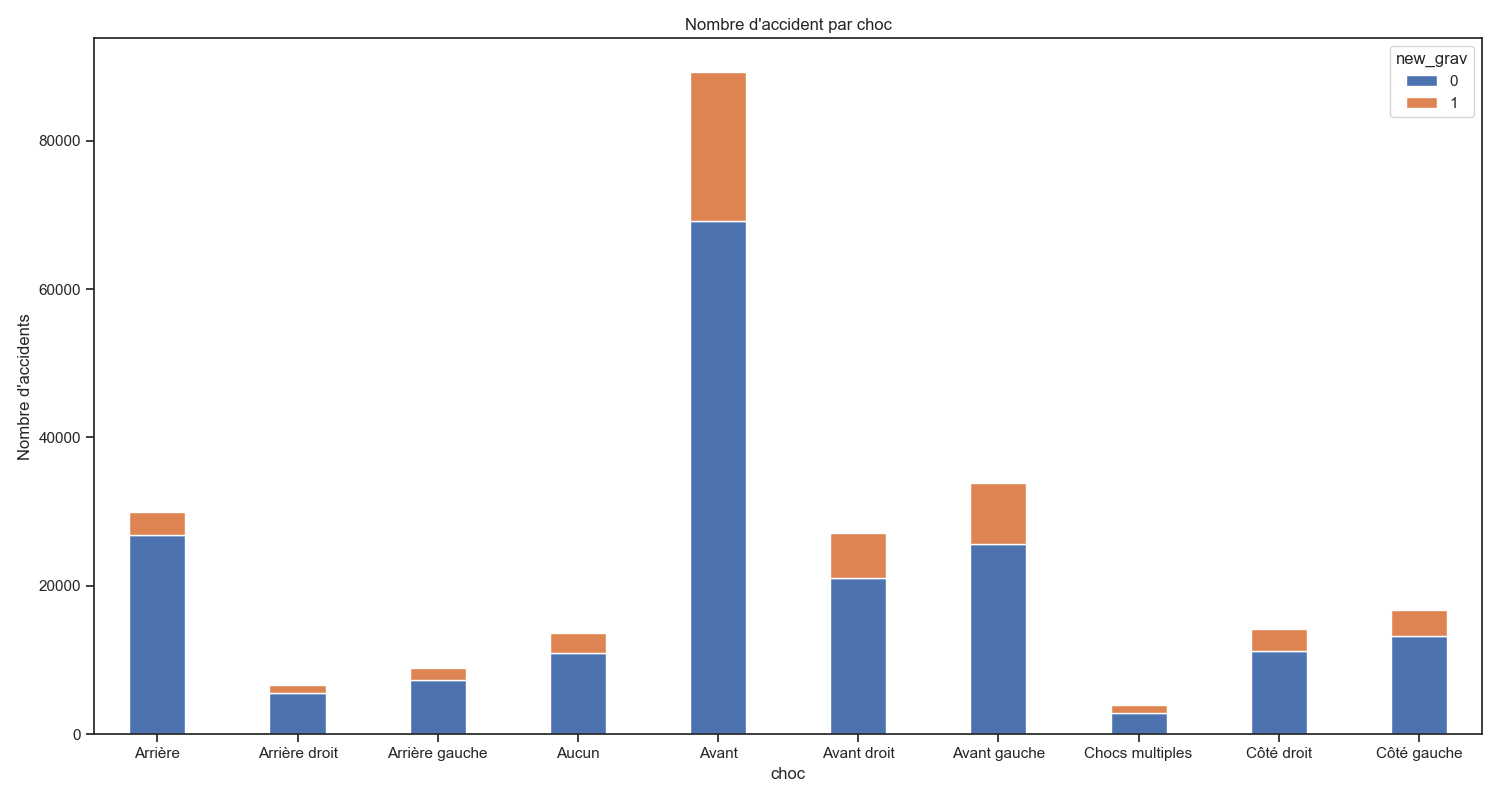 Nombre d'accident par choc
new_grav
0
1
Nombre d'accidents
80000
60000
40000
20000
0
Arrière
Arrière droit
Arrière gauche
Aucun
Avant
Avant droit
Avant gauche
Chocs multiples
Côté droit
Côté gauche
choc